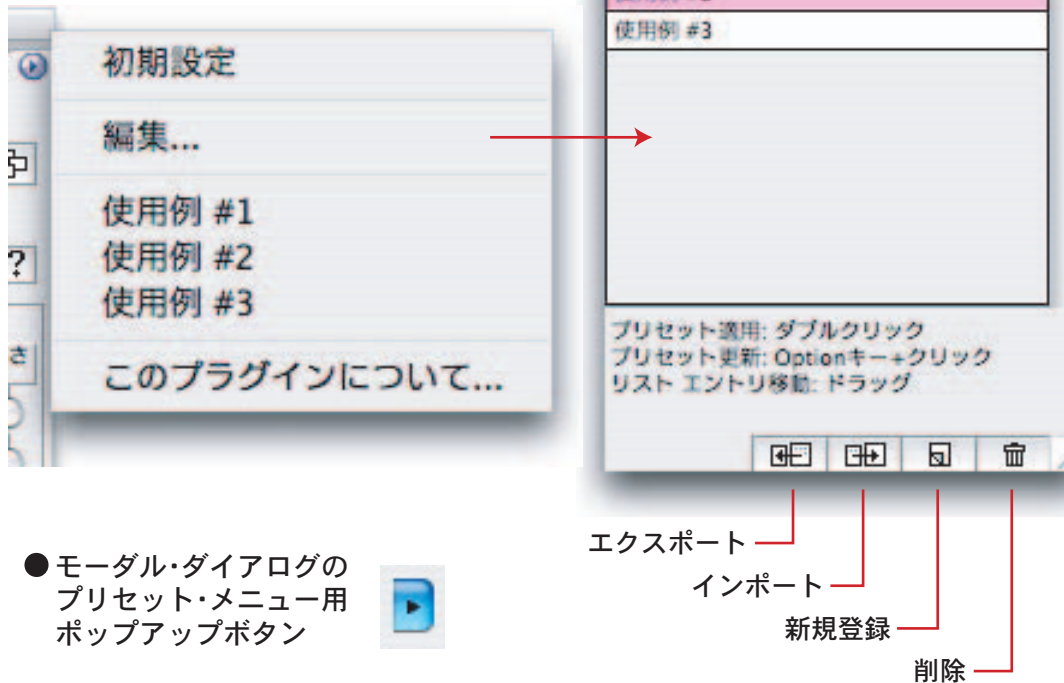 初期設定
編集...
使用例 #1
使用例 #2
使用例 #3
このプラグインについて...
使用例 #3
プリセット適用: ダブルクリック
プリセット更新: Optionキー+クリック
リスト エントリ移動: ドラッグ
エクスポート
インポート
新規登録
削除
● モーダル・ダイアログの
プリセット・メニュー用
ポップアップボタン